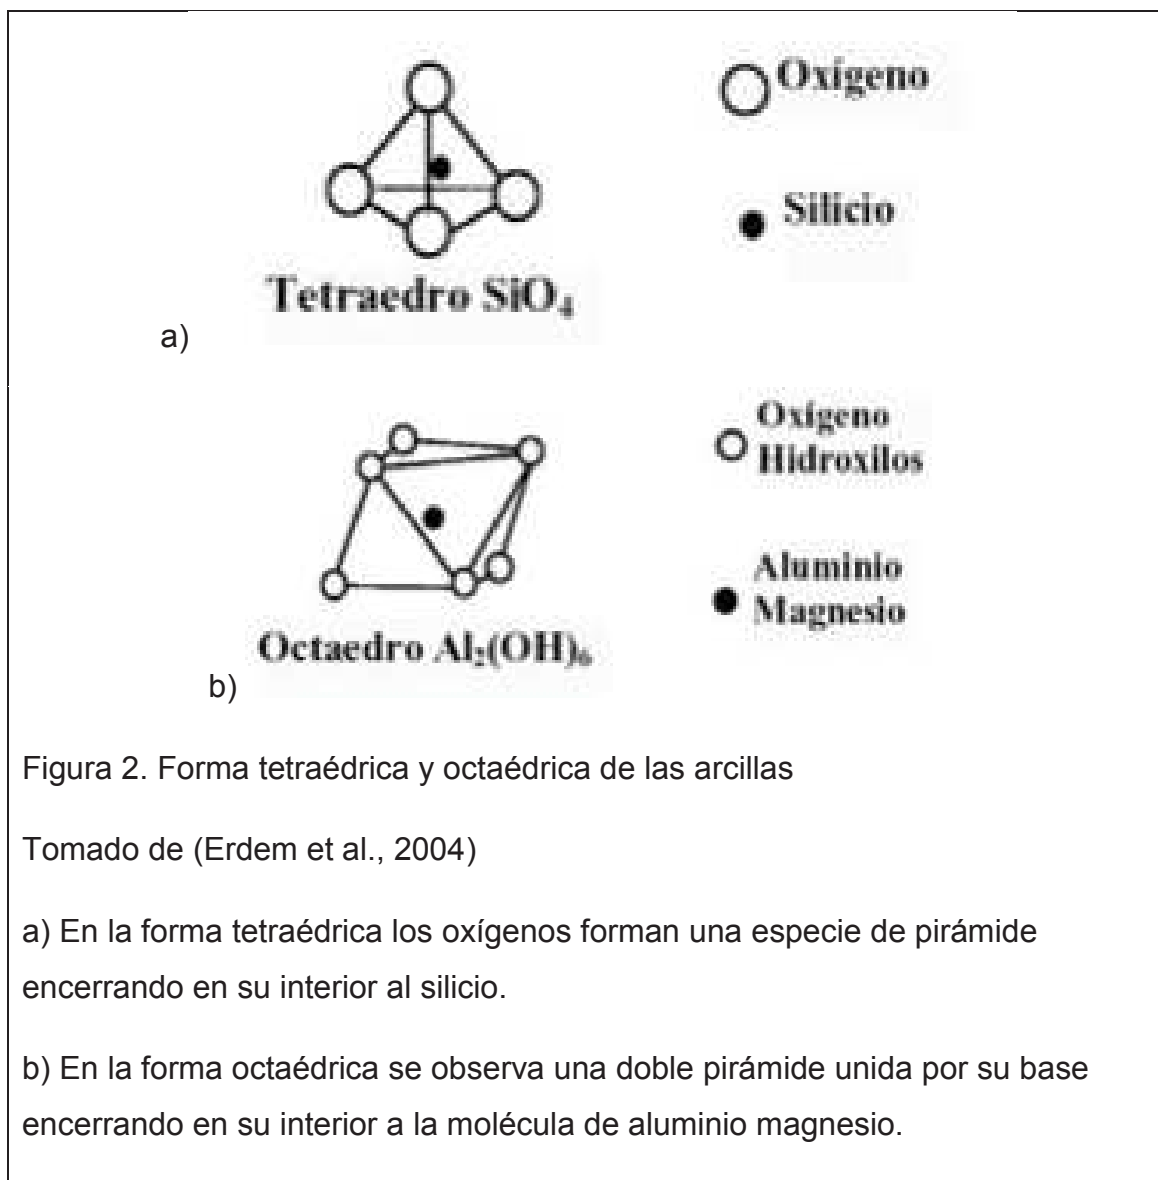 Oxígeno
Silicio
Tetraedro SiO₄
a)
Oxígeno
Hidroxilos
Aluminio
Magnesio
Octaedro Al₂(OH)₆
b)
Figura 2. Forma tetraédrica y octaédrica de las arcillas
Tomado de (Erdem et al., 2004)
a) En la forma tetraédrica los oxígenos forman una especie de pirámide
encerrando en su interior al silicio.
b) En la forma octaédrica se observa una doble pirámide unida por su base
encerrando en su interior a la molécula de aluminio magnesio.